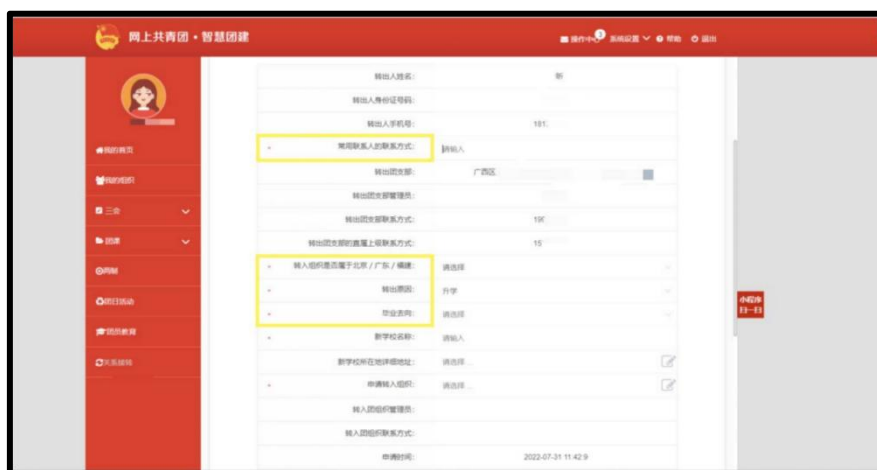 网上共青团·智慧团建
操作中心 3 系统设置 帮助 退出
转出人姓名：
转出人身份证号码：
转出人手机号： 181.
* 常用联系人的联系方式： 请输入
转出团支部： 广西区
转出团支部管理员：
转出团支部联系方式： 19
转出团支部的直属上级联系方式： 15
* 转入组织是否属于北京/广东/福建： 请选择
* 转出原因： 升学
* 毕业去向： 请选择
* 新学校名称： 请输入
新学校所在地详细地址： 请选择...
* 申请转入组织： 请选择...
转入团组织管理员：
转入团组织联系方式：
申请时间： 2022-07-31 11:42:9
我的首页
我的组织
三会
团课
两制
团日活动
团员教育
关系接转
小程序
扫一扫